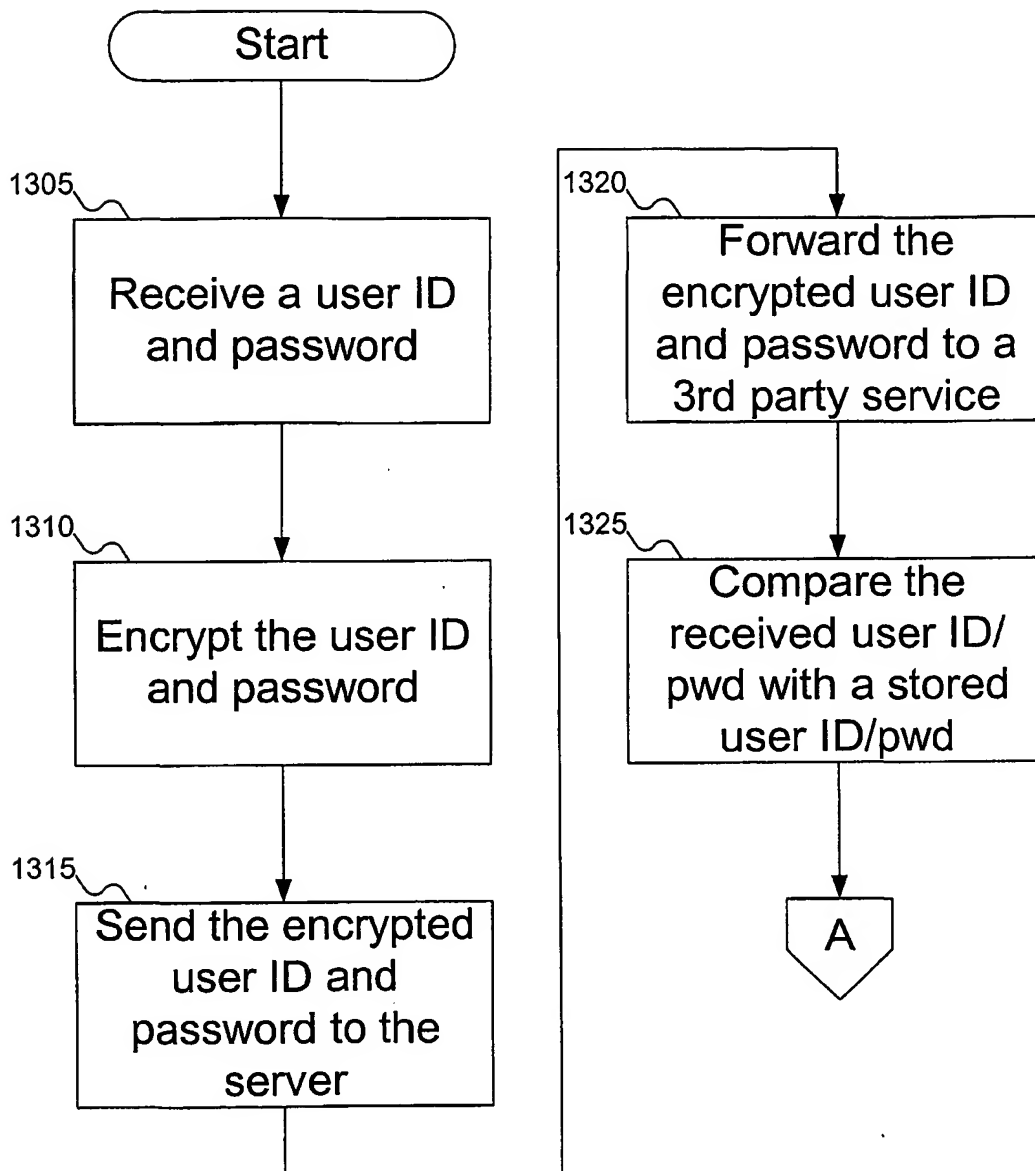 Start
1305
Receive a user ID
and password
1310
Encrypt the user ID
and password
1315
Send the encrypted
user ID and
password to the
server
1320
Forward the
encrypted user ID
and password to a
3rd party service
1325
Compare the
received user ID/
pwd with a stored
user ID/pwd
A